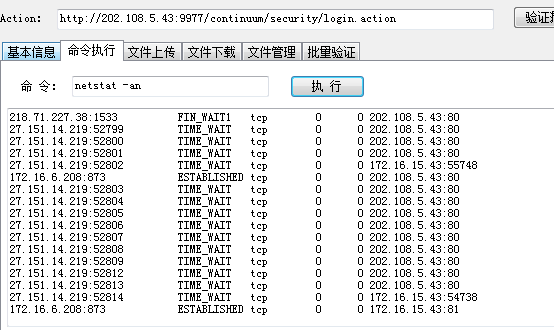 Action: http://202.108.5.43:9977/continuum/security/login.action
基本信息 命令执行 文件上传 文件下载 文件管理 批量验证
命 令: netstat -an 执 行
218.71.227.38:1533 FIN_WAIT1 tcp 0 0 202.108.5.43:80
27.151.14.219:52799 TIME_WAIT tcp 0 0 202.108.5.43:80
27.151.14.219:52800 TIME_WAIT tcp 0 0 202.108.5.43:80
27.151.14.219:52801 TIME_WAIT tcp 0 0 202.108.5.43:80
27.151.14.219:52802 TIME_WAIT tcp 0 0 172.16.15.43:55748
172.16.6.208:873 ESTABLISHED tcp 0 0 202.108.5.43:80
27.151.14.219:52803 TIME_WAIT tcp 0 0 202.108.5.43:80
27.151.14.219:52804 TIME_WAIT tcp 0 0 202.108.5.43:80
27.151.14.219:52805 TIME_WAIT tcp 0 0 202.108.5.43:80
27.151.14.219:52806 TIME_WAIT tcp 0 0 202.108.5.43:80
27.151.14.219:52807 TIME_WAIT tcp 0 0 202.108.5.43:80
27.151.14.219:52808 TIME_WAIT tcp 0 0 202.108.5.43:80
27.151.14.219:52809 TIME_WAIT tcp 0 0 202.108.5.43:80
27.151.14.219:52812 TIME_WAIT tcp 0 0 202.108.5.43:80
27.151.14.219:52813 TIME_WAIT tcp 0 0 202.108.5.43:80
27.151.14.219:52814 TIME_WAIT tcp 0 0 172.16.15.43:54738
172.16.6.208:873 ESTABLISHED tcp 0 0 202.108.5.43:81